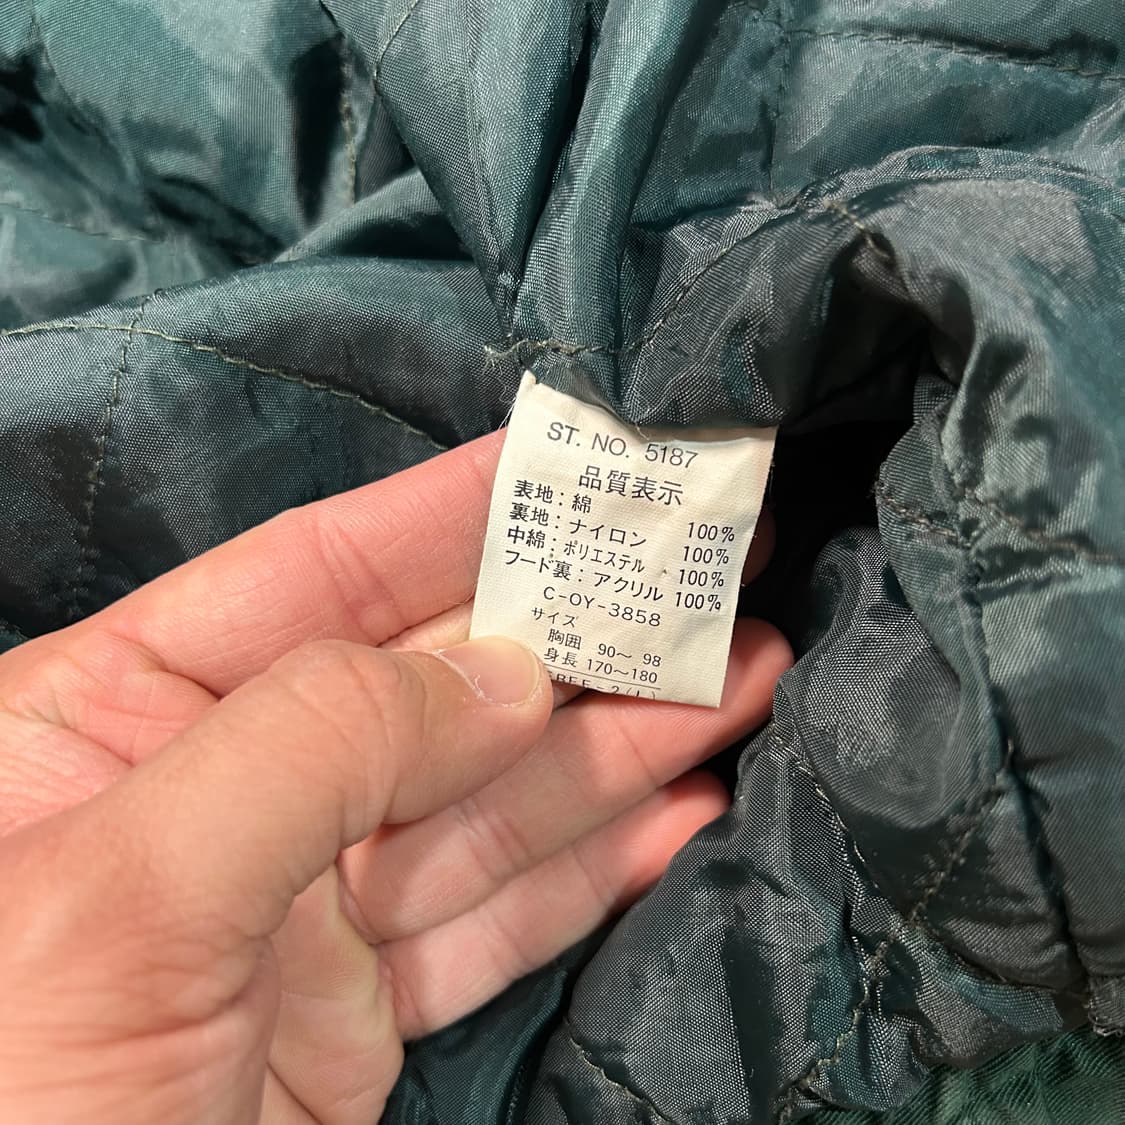 ST. NO. 5187
品質表示
表地：綿 100%
裏地：ナイロン 100%
中綿：ポリエステル 100%
フード裏：アクリル 100%
C-OY-3858
サイズ
胸囲 90〜 98
身長 170〜180